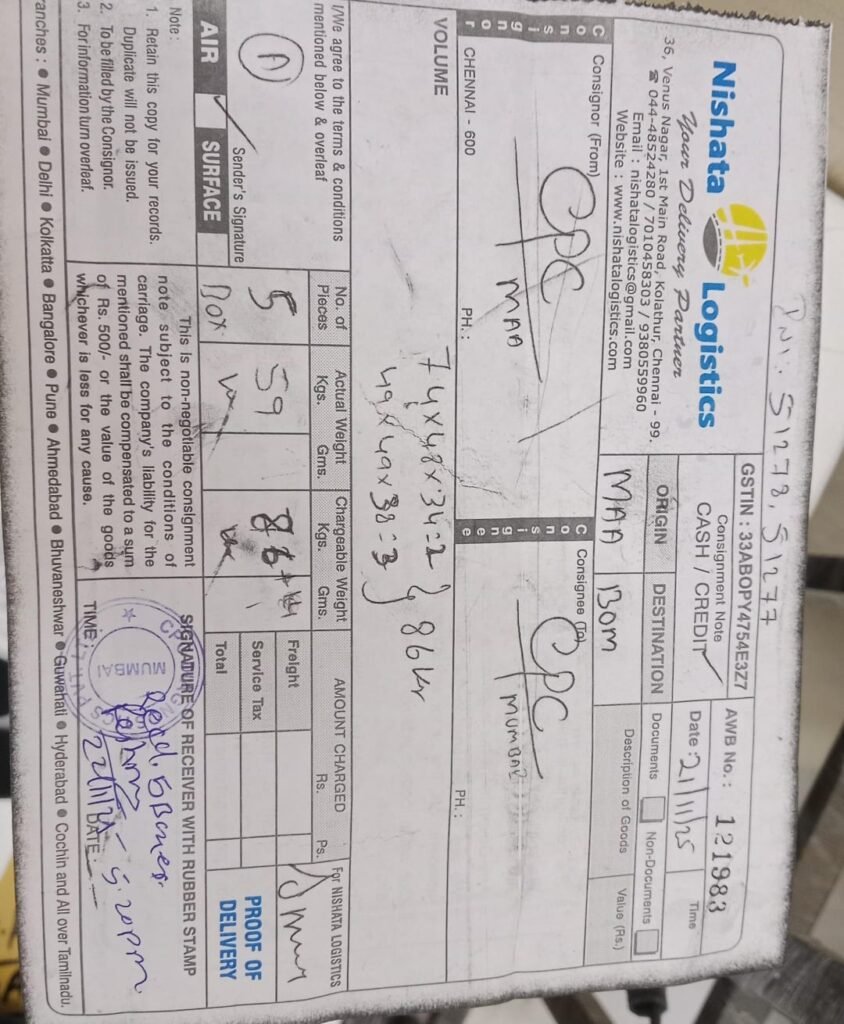 PNI : 51278, 51277
Nishata Logistics
Your Delivery Partner
36, Venus Nagar, 1st Main Road, Kolathur, Chennai - 99.
☎ 044-48524280 / 7010458303 / 9380559960
Email : nishatalogistics@gmail.com
Website : www.nishatalogistics.com
GSTIN : 33ABOPY4754E3Z7
Consignment Note
CASH / CREDIT ✓
AWB No. : 121983
Date : 21/11/25
Time
ORIGIN
DESTINATION
MAA
BOM
Documents
Non-Documents
Description of Goods
Value (Rs.)
Consignor
Consignor (From)
CPC
MAA
CHENNAI - 600
PH. :
Consignee
Consignee (To)
CPC
MUMBAI
PH. :
VOLUME
74x48x34=2
49x49x38=3
} 86 kg
I/We agree to the terms & conditions
mentioned below & overleaf
Sender's Signature
AIR ✓ SURFACE
No. of
Pieces
Actual Weight
Kgs. Gms.
Chargeable Weight
Kgs. Gms.
5
Box
59
86
AMOUNT CHARGED
Rs. Ps.
Freight
Service Tax
Total
For NISHATA LOGISTICS
PROOF OF
DELIVERY
Note :
1. Retain this copy for your records.
Duplicate will not be issued.
2. To be filled by the Consignor.
3. For information turn overleaf.
This is non-negotiable consignment
note subject to the conditions of
carriage. The company's liability for the
mentioned shall be compensated to a sum
of Rs. 500/- or the value of the goods
whichever is less for any cause.
SIGNATURE OF RECEIVER WITH RUBBER STAMP
MUMBAI
Recd. 5 Boxes
22/11/25 - 5.20pm
TIME :
DATE :
ranches : ● Mumbai ● Delhi ● Kolkatta ● Bangalore ● Pune ● Ahmedabad ● Bhuvaneshwar ● Guwahati ● Hyderabad ● Cochin and All over Tamilnadu.